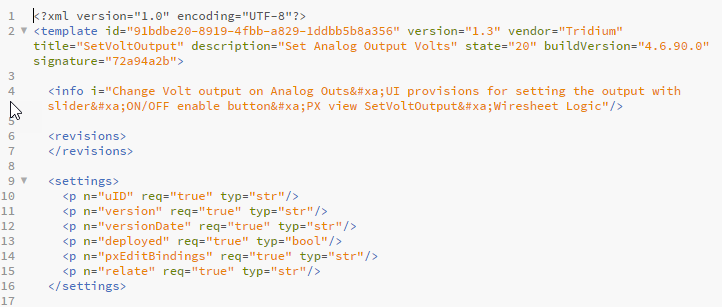 1 <?xml version="1.0" encoding="UTF-8"?>
2 <template id="91bdbe20-8919-4fbb-a829-1ddbb5b8a356" version="1.3" vendor="Tridium"
title="SetVoltOutput" description="Set Analog Output Volts" state="20" buildVersion="4.6.90.0"
signature="72a94a2b">
3
4 <info i="Change Volt output on Analog Outs&#xa;UI provisions for setting the output with
slider&#xa;ON/OFF enable button&#xa;PX view SetVoltOutput&#xa;Wiresheet Logic"/>
5
6 <revisions>
7 </revisions>
8
9 <settings>
10 <p n="uID" req="true" typ="str"/>
11 <p n="version" req="true" typ="str"/>
12 <p n="versionDate" req="true" typ="str"/>
13 <p n="deployed" req="true" typ="bool"/>
14 <p n="pxEditBindings" req="true" typ="str"/>
15 <p n="relate" req="true" typ="str"/>
16 </settings>
17